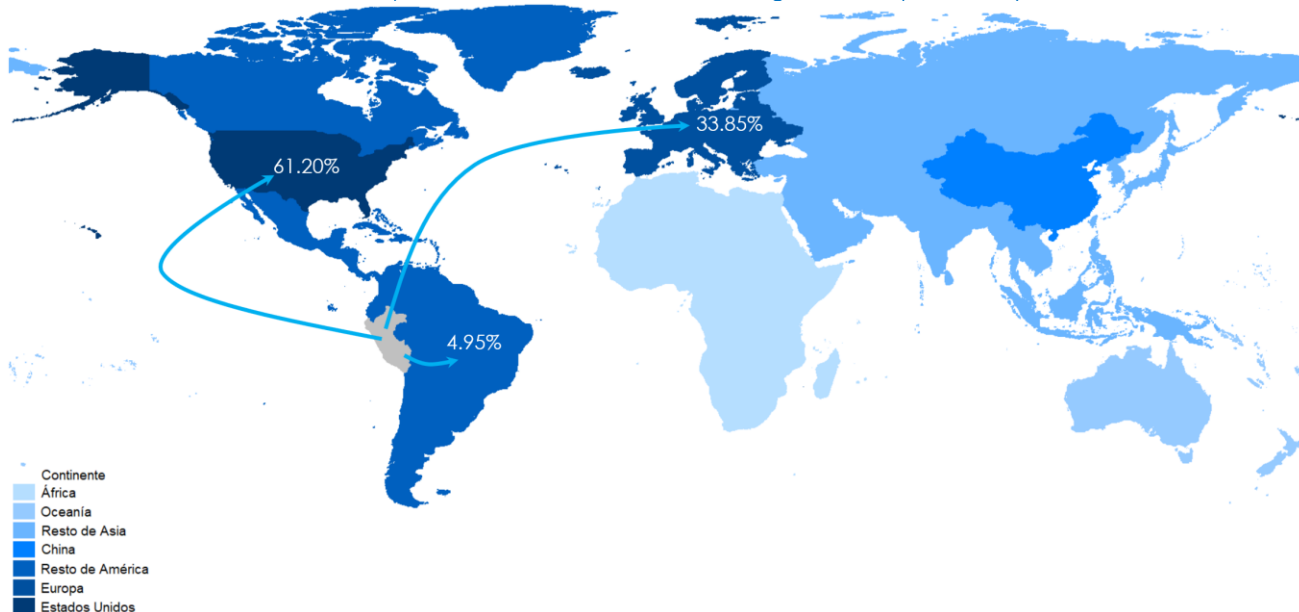 33.85%
61.20%
4.95%
Continente
África
Oceanía
Resto de Asia
China
Resto de América
Europa
Estados Unidos